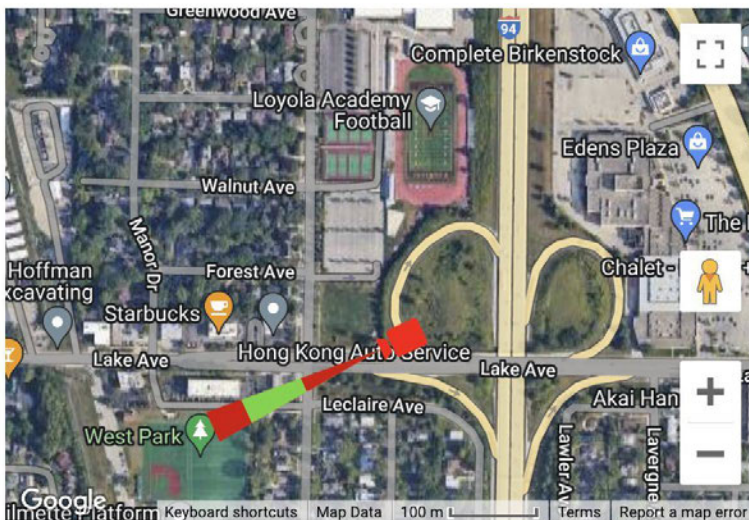 Greenwood Ave
94
Complete Birkenstock
Loyola Academy
Football
Edens Plaza
Walnut Ave
Manor Dr
The
Hoffman
xcavating
Forest Ave
Chalet -
Starbucks
Hong Kong Auto Service
Lake Ave
Lake Ave
Leclaire Ave
Akai Han
West Park
Lawler Av
Lavergne
Google
ilmette Platform
Keyboard shortcuts
Map Data
100 m
Terms
Report a map error